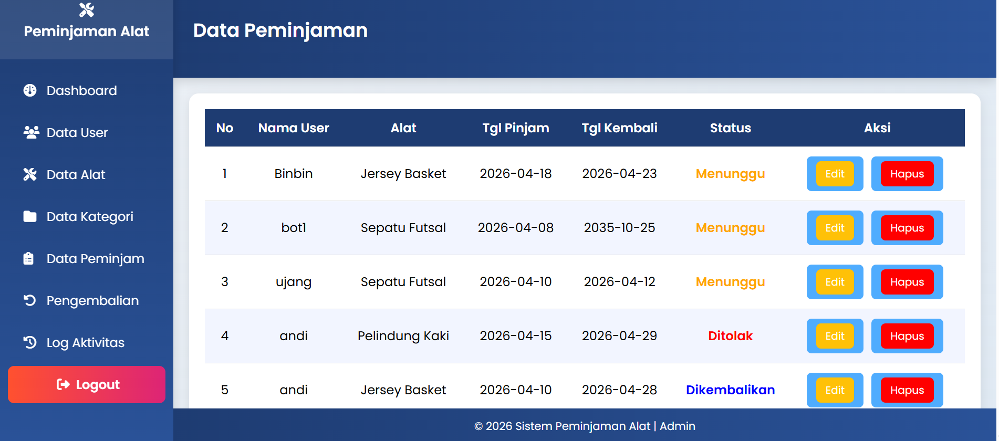 Peminjaman Alat
Dashboard
Data User
Data Alat
Data Kategori
Data Peminjam
Pengembalian
Log Aktivitas
Logout
Data Peminjaman
No Nama User Alat Tgl Pinjam Tgl Kembali Status Aksi
1 Binbin Jersey Basket 2026-04-18 2026-04-23 Menunggu Edit Hapus
2 bot1 Sepatu Futsal 2026-04-08 2035-10-25 Menunggu Edit Hapus
3 ujang Sepatu Futsal 2026-04-10 2026-04-12 Menunggu Edit Hapus
4 andi Pelindung Kaki 2026-04-15 2026-04-29 Ditolak Edit Hapus
5 andi Jersey Basket 2026-04-10 2026-04-28 Dikembalikan Edit Hapus
© 2026 Sistem Peminjaman Alat | Admin